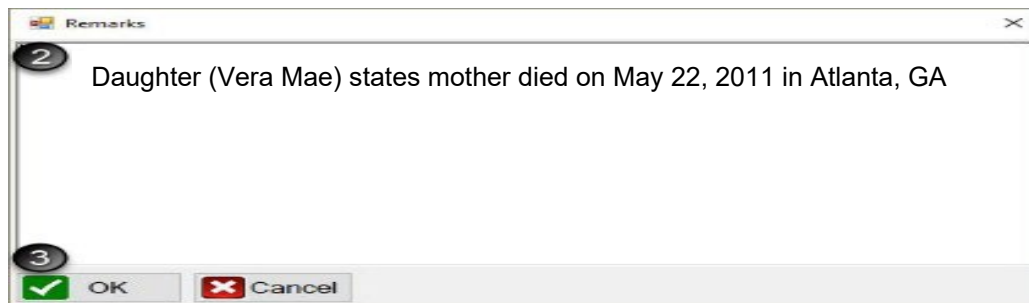 Remarks
2
Daughter (Vera Mae) states mother died on May 22, 2011 in Atlanta, GA
3
OK Cancel